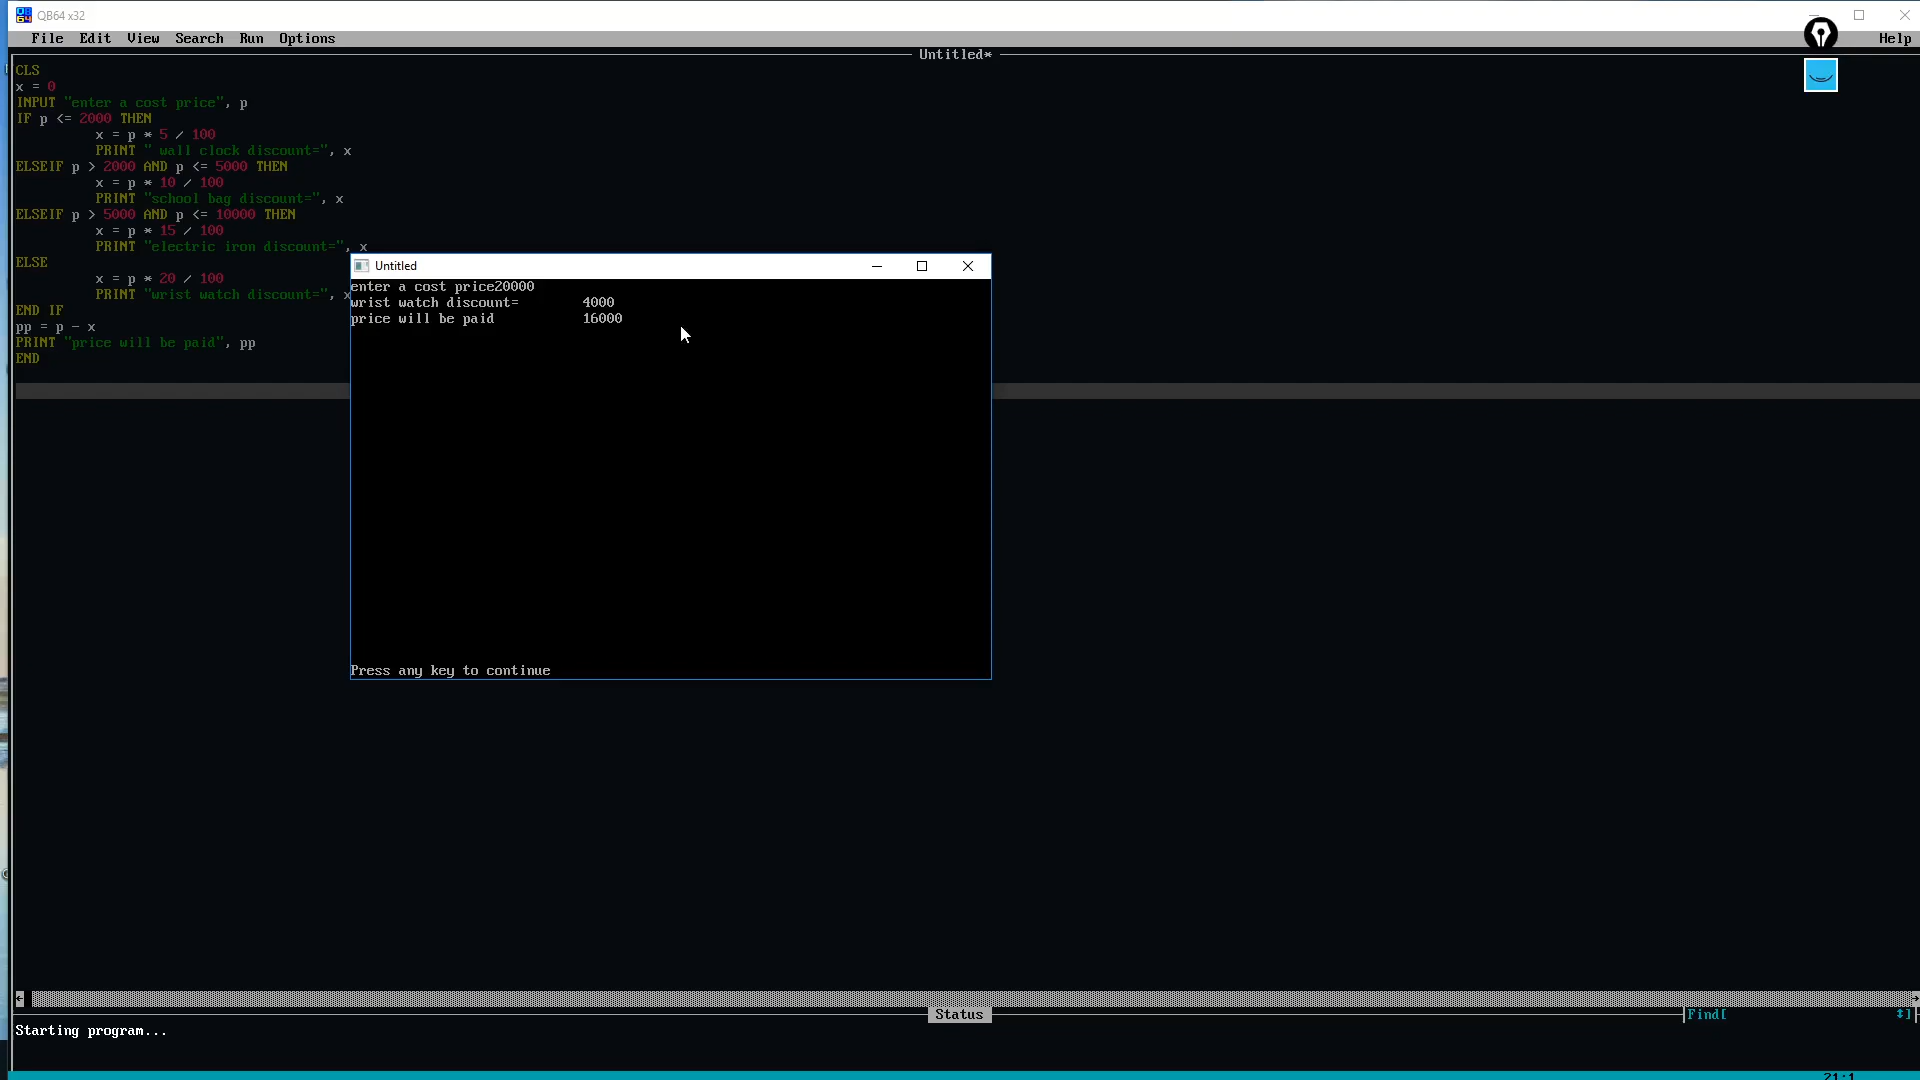 QB64 x32
File Edit View Search Run Options Help
Untitled*
CLS
x = 0
INPUT "enter a cost price", p
IF p <= 2000 THEN
x = p * 5 / 100
PRINT " wall clock discount=", x
ELSEIF p > 2000 AND p <= 5000 THEN
x = p * 10 / 100
PRINT "school bag discount=", x
ELSEIF p > 5000 AND p <= 10000 THEN
x = p * 15 / 100
PRINT "electric iron discount=", x
ELSE
x = p * 20 / 100
PRINT "wrist watch discount=", x
END IF
pp = p - x
PRINT "price will be paid", pp
END
Untitled
enter a cost price20000
wrist watch discount= 4000
price will be paid 16000
Press any key to continue
Status
Find[ ]
Starting program...
21:1